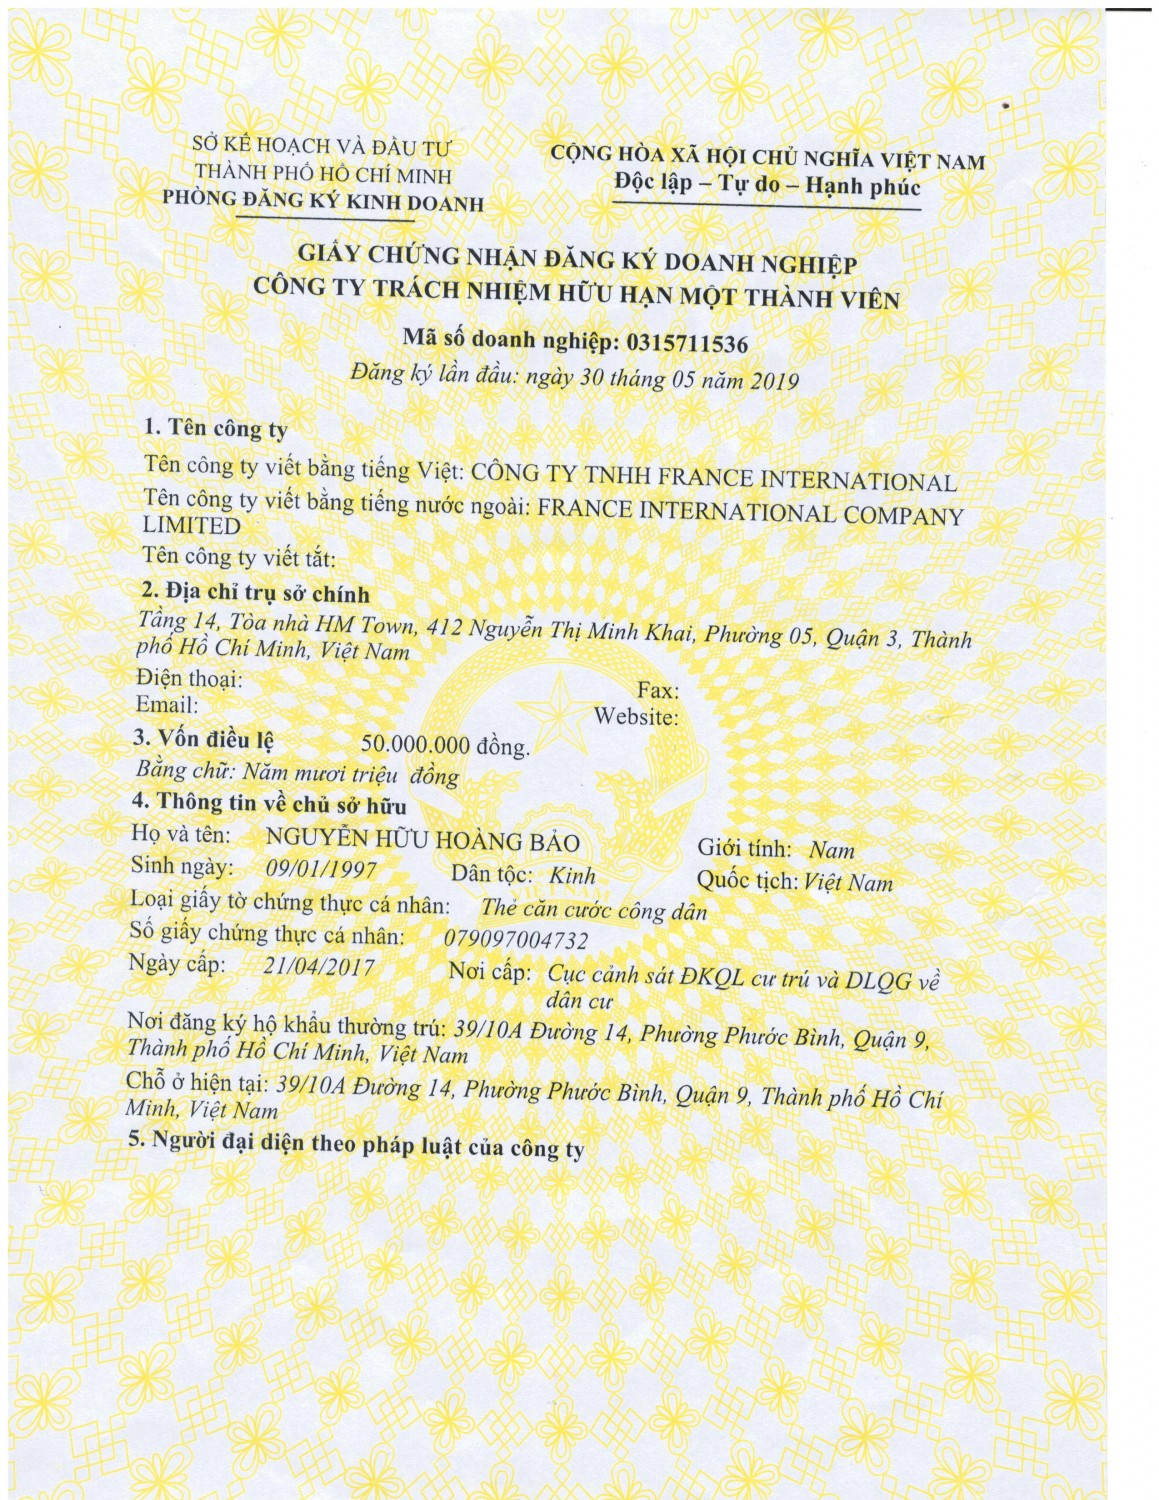 SỞ KẾ HOẠCH VÀ ĐẦU TƯ
THÀNH PHỐ HỒ CHÍ MINH
PHÒNG ĐĂNG KÝ KINH DOANH
CỘNG HÒA XÃ HỘI CHỦ NGHĨA VIỆT NAM
Độc lập – Tự do – Hạnh phúc
GIẤY CHỨNG NHẬN ĐĂNG KÝ DOANH NGHIỆP
CÔNG TY TRÁCH NHIỆM HỮU HẠN MỘT THÀNH VIÊN
Mã số doanh nghiệp: 0315711536
Đăng ký lần đầu: ngày 30 tháng 05 năm 2019
1. Tên công ty
Tên công ty viết bằng tiếng Việt: CÔNG TY TNHH FRANCE INTERNATIONAL
Tên công ty viết bằng tiếng nước ngoài: FRANCE INTERNATIONAL COMPANY
LIMITED
Tên công ty viết tắt:
2. Địa chỉ trụ sở chính
Tầng 14, Tòa nhà HM Town, 412 Nguyễn Thị Minh Khai, Phường 05, Quận 3, Thành
phố Hồ Chí Minh, Việt Nam
Điện thoại: Fax:
Email: Website:
3. Vốn điều lệ 50.000.000 đồng.
Bằng chữ: Năm mươi triệu đồng
4. Thông tin về chủ sở hữu
Họ và tên: NGUYỄN HỮU HOÀNG BẢO Giới tính: Nam
Sinh ngày: 09/01/1997 Dân tộc: Kinh Quốc tịch: Việt Nam
Loại giấy tờ chứng thực cá nhân: Thẻ căn cước công dân
Số giấy chứng thực cá nhân: 079097004732
Ngày cấp: 21/04/2017 Nơi cấp: Cục cảnh sát ĐKQL cư trú và DLQG về
dân cư
Nơi đăng ký hộ khẩu thường trú: 39/10A Đường 14, Phường Phước Bình, Quận 9,
Thành phố Hồ Chí Minh, Việt Nam
Chỗ ở hiện tại: 39/10A Đường 14, Phường Phước Bình, Quận 9, Thành phố Hồ Chí
Minh, Việt Nam
5. Người đại diện theo pháp luật của công ty